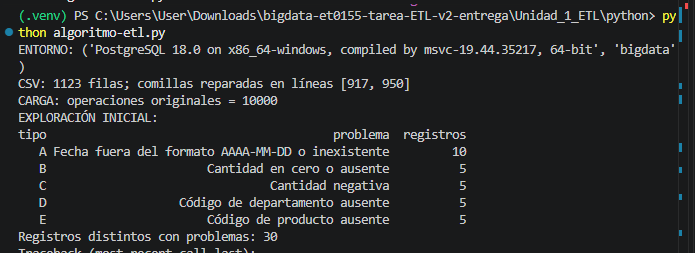 (.venv) PS C:\Users\User\Downloads\bigdata-et0155-tarea-ETL-v2-entrega\Unidad_1_ETL\python> py
thon algoritmo-etl.py
ENTORNO: ('PostgreSQL 18.0 on x86_64-windows, compiled by msvc-19.44.35217, 64-bit', 'bigdata'
)
CSV: 1123 filas; comillas reparadas en líneas [917, 950]
CARGA: operaciones originales = 10000
EXPLORACIÓN INICIAL:
tipo problema registros
A Fecha fuera del formato AAAA-MM-DD o inexistente 10
B Cantidad en cero o ausente 5
C Cantidad negativa 5
D Código de departamento ausente 5
E Código de producto ausente 5
Registros distintos con problemas: 30
Traceback (most recent call last):